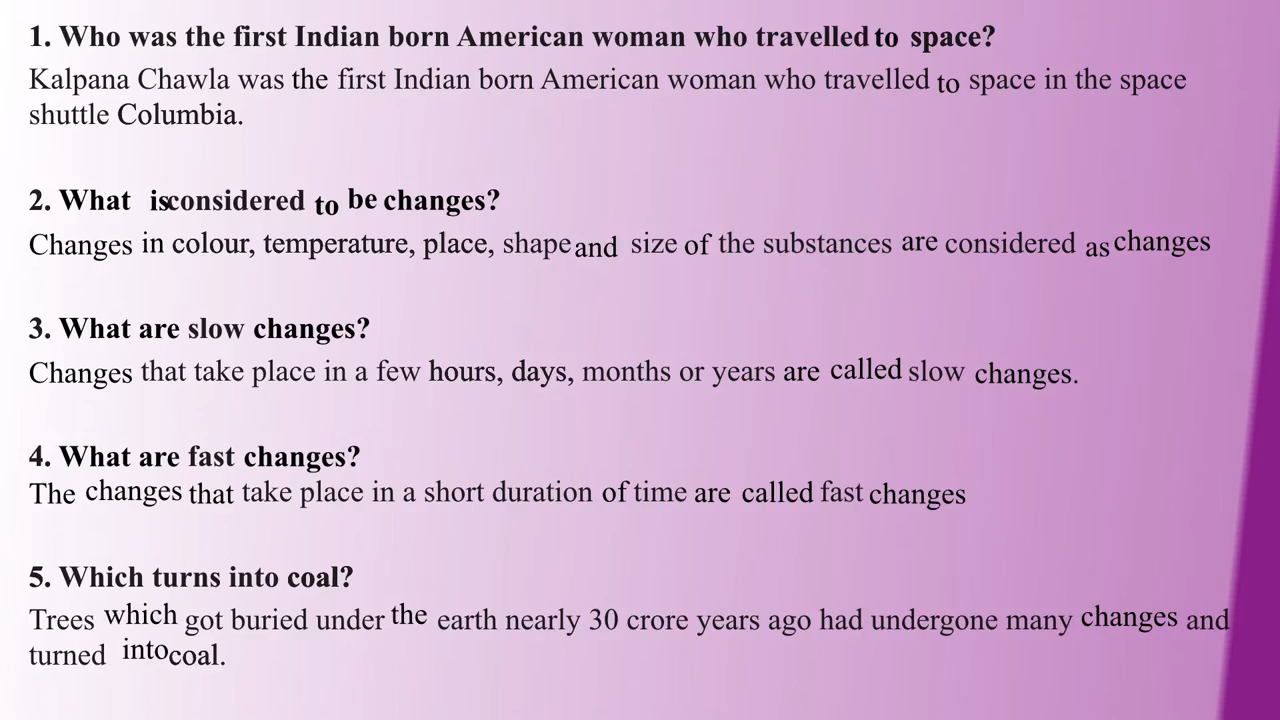 1. Who was the first Indian born American woman who travelled to space?
Kalpana Chawla was the first Indian born American woman who travelled to space in the space
shuttle Columbia.
2. What is considered to be changes?
Changes in colour, temperature, place, shape and size of the substances are considered as changes
3. What are slow changes?
Changes that take place in a few hours, days, months or years are called slow changes.
4. What are fast changes?
The changes that take place in a short duration of time are called fast changes
5. Which turns into coal?
Trees which got buried under the earth nearly 30 crore years ago had undergone many changes and
turned into coal.